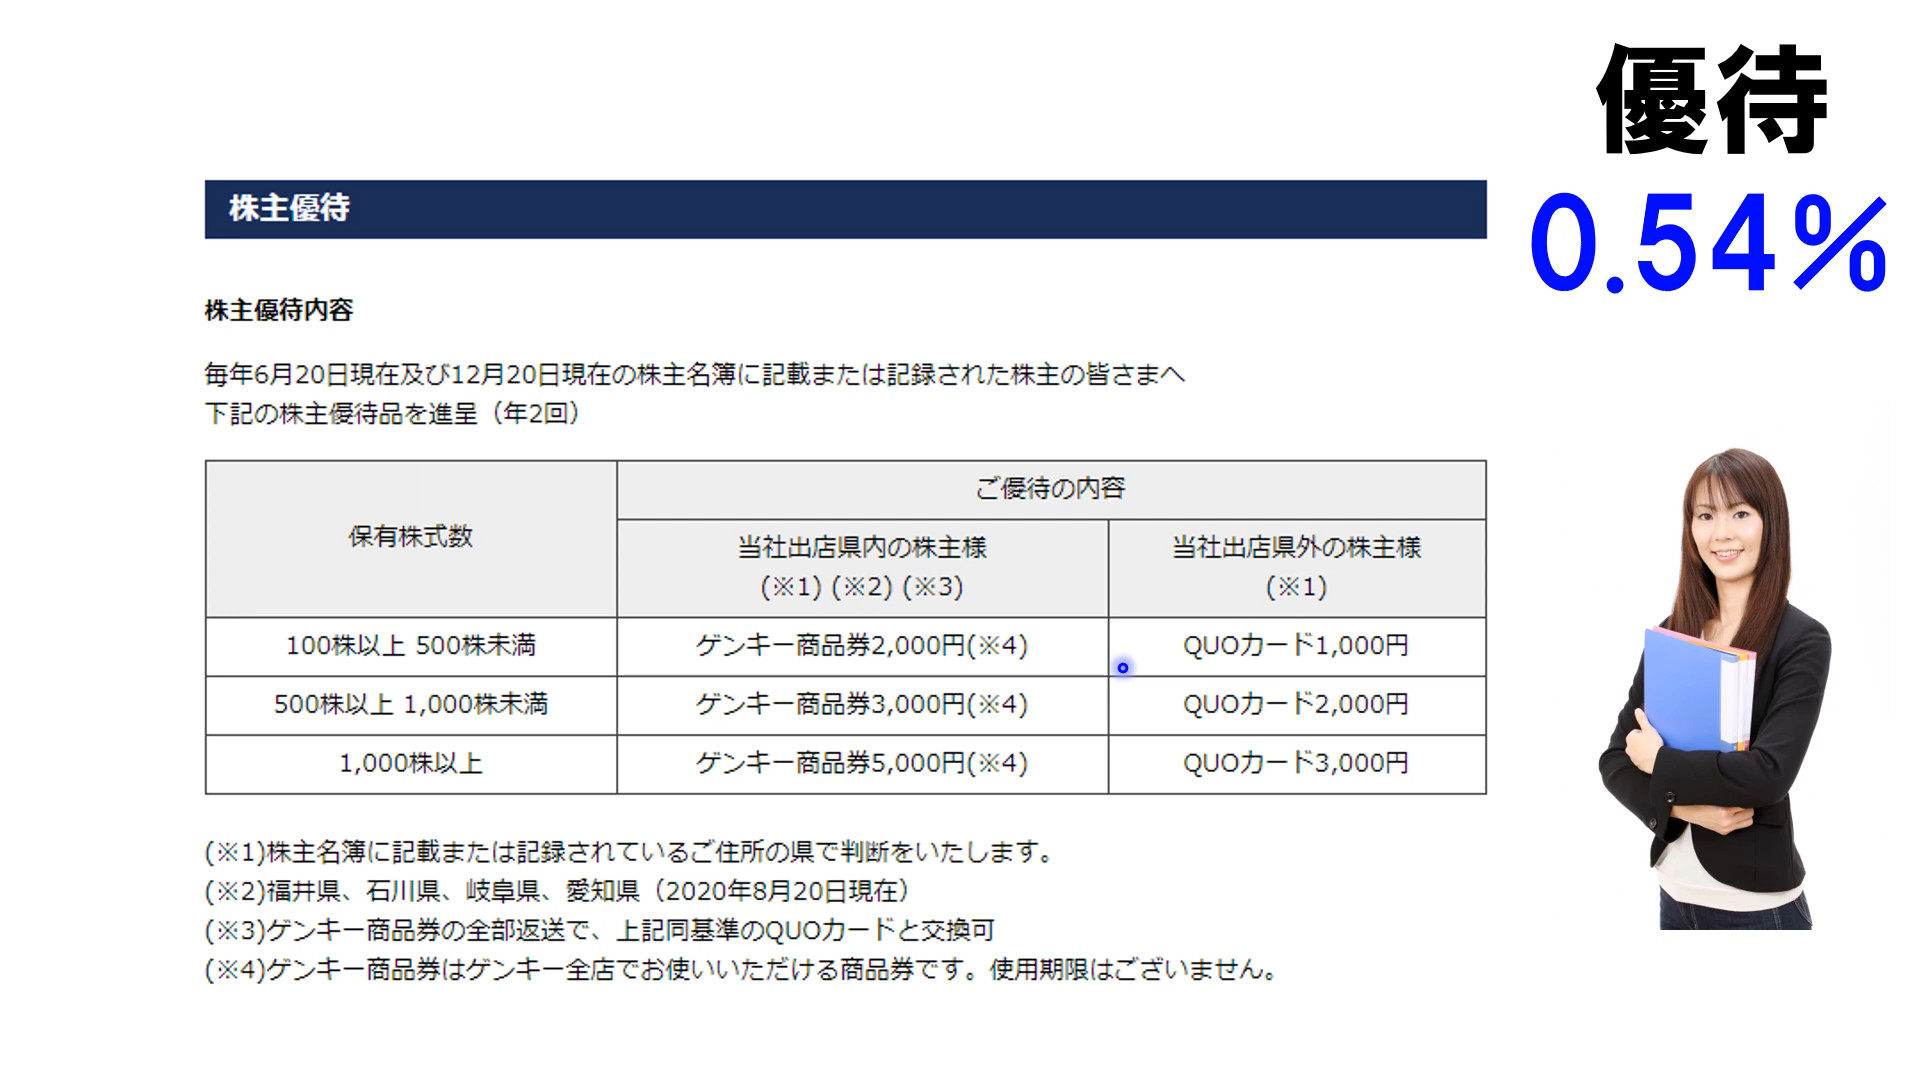 優待
0.54%
株主優待
株主優待内容
毎年6月20日現在及び12月20日現在の株主名簿に記載または記録された株主の皆さまへ
下記の株主優待品を進呈（年2回）
保有株式数
ご優待の内容
当社出店県内の株主様
(※1) (※2) (※3)
当社出店県外の株主様
(※1)
100株以上 500株未満 ゲンキー商品券2,000円(※4) QUOカード1,000円
500株以上 1,000株未満 ゲンキー商品券3,000円(※4) QUOカード2,000円
1,000株以上 ゲンキー商品券5,000円(※4) QUOカード3,000円
(※1)株主名簿に記載または記録されているご住所の県で判断をいたします。
(※2)福井県、石川県、岐阜県、愛知県（2020年8月20日現在）
(※3)ゲンキー商品券の全部返送で、上記同基準のQUOカードと交換可
(※4)ゲンキー商品券はゲンキー全店でお使いいただける商品券です。使用期限はございません。